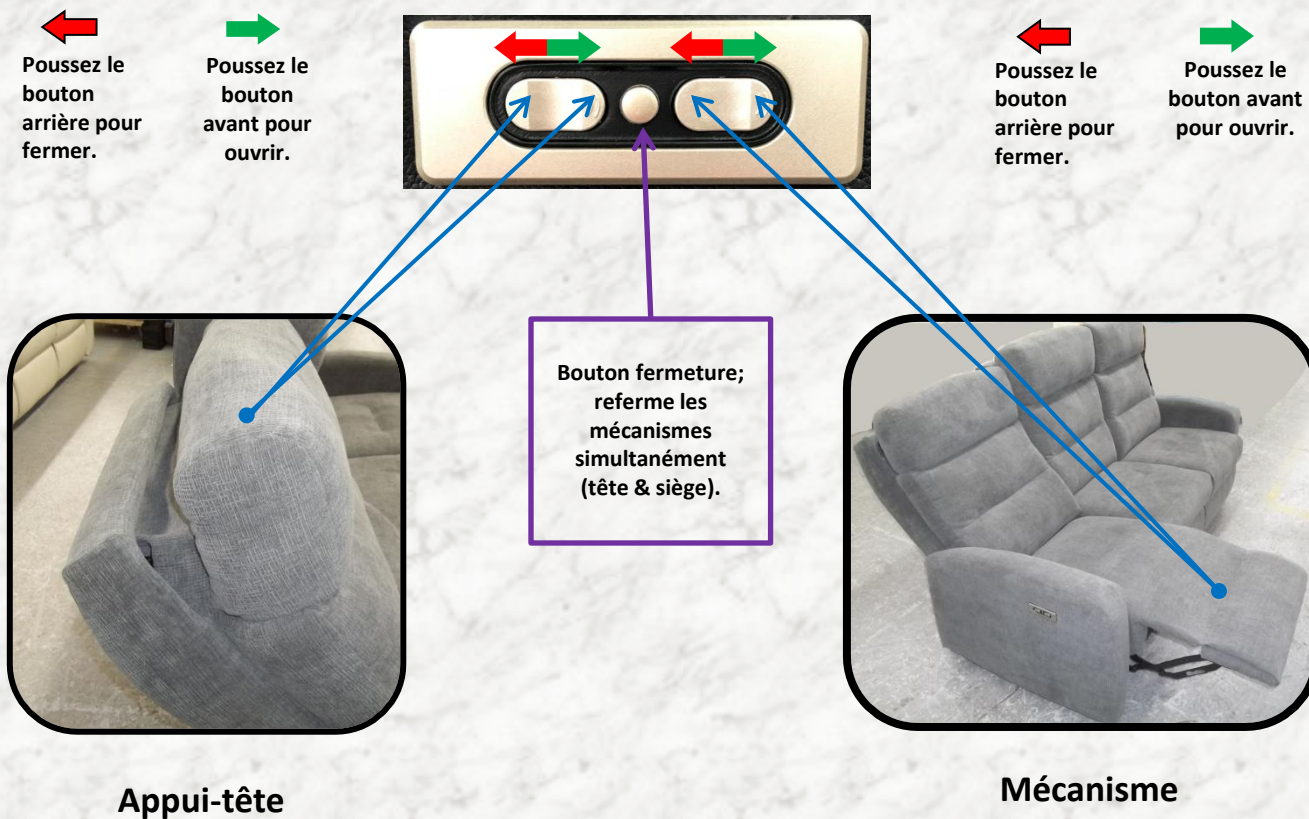 Poussez le
bouton
arrière pour
fermer.
Poussez le
bouton
avant pour
ouvrir.
Poussez le
bouton
arrière pour
fermer.
Poussez le
bouton avant
pour ouvrir.
Bouton fermeture;
referme les
mécanismes
simultanément
(tête & siège).
Appui-tête
Mécanisme